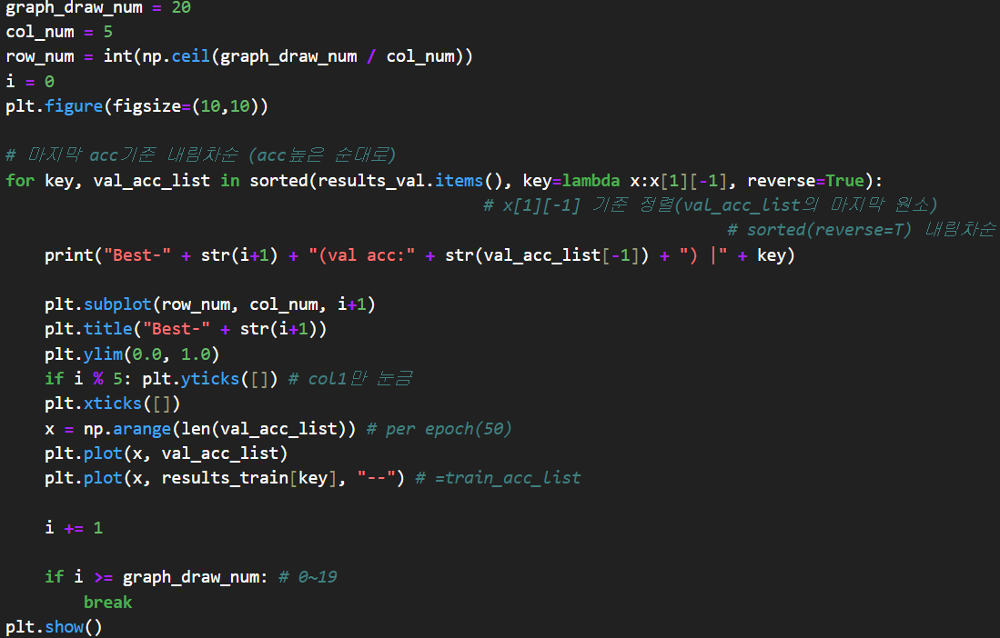 graph_draw_num = 20
col_num = 5
row_num = int(np.ceil(graph_draw_num / col_num))
i = 0
plt.figure(figsize=(10,10))
# 마지막 acc기준 내림차순 (acc높은 순대로)
for key, val_acc_list in sorted(results_val.items(), key=lambda x:x[1][-1], reverse=True):
# x[1][-1] 기준 정렬(val_acc_list의 마지막 원소)
# sorted(reverse=T) 내림차순
print("Best-" + str(i+1) + "(val acc:" + str(val_acc_list[-1]) + ") |" + key)
plt.subplot(row_num, col_num, i+1)
plt.title("Best-" + str(i+1))
plt.ylim(0.0, 1.0)
if i % 5: plt.yticks([]) # col1만 눈금
plt.xticks([])
x = np.arange(len(val_acc_list)) # per epoch(50)
plt.plot(x, val_acc_list)
plt.plot(x, results_train[key], "--") # =train_acc_list
i += 1
if i >= graph_draw_num: # 0~19
break
plt.show()